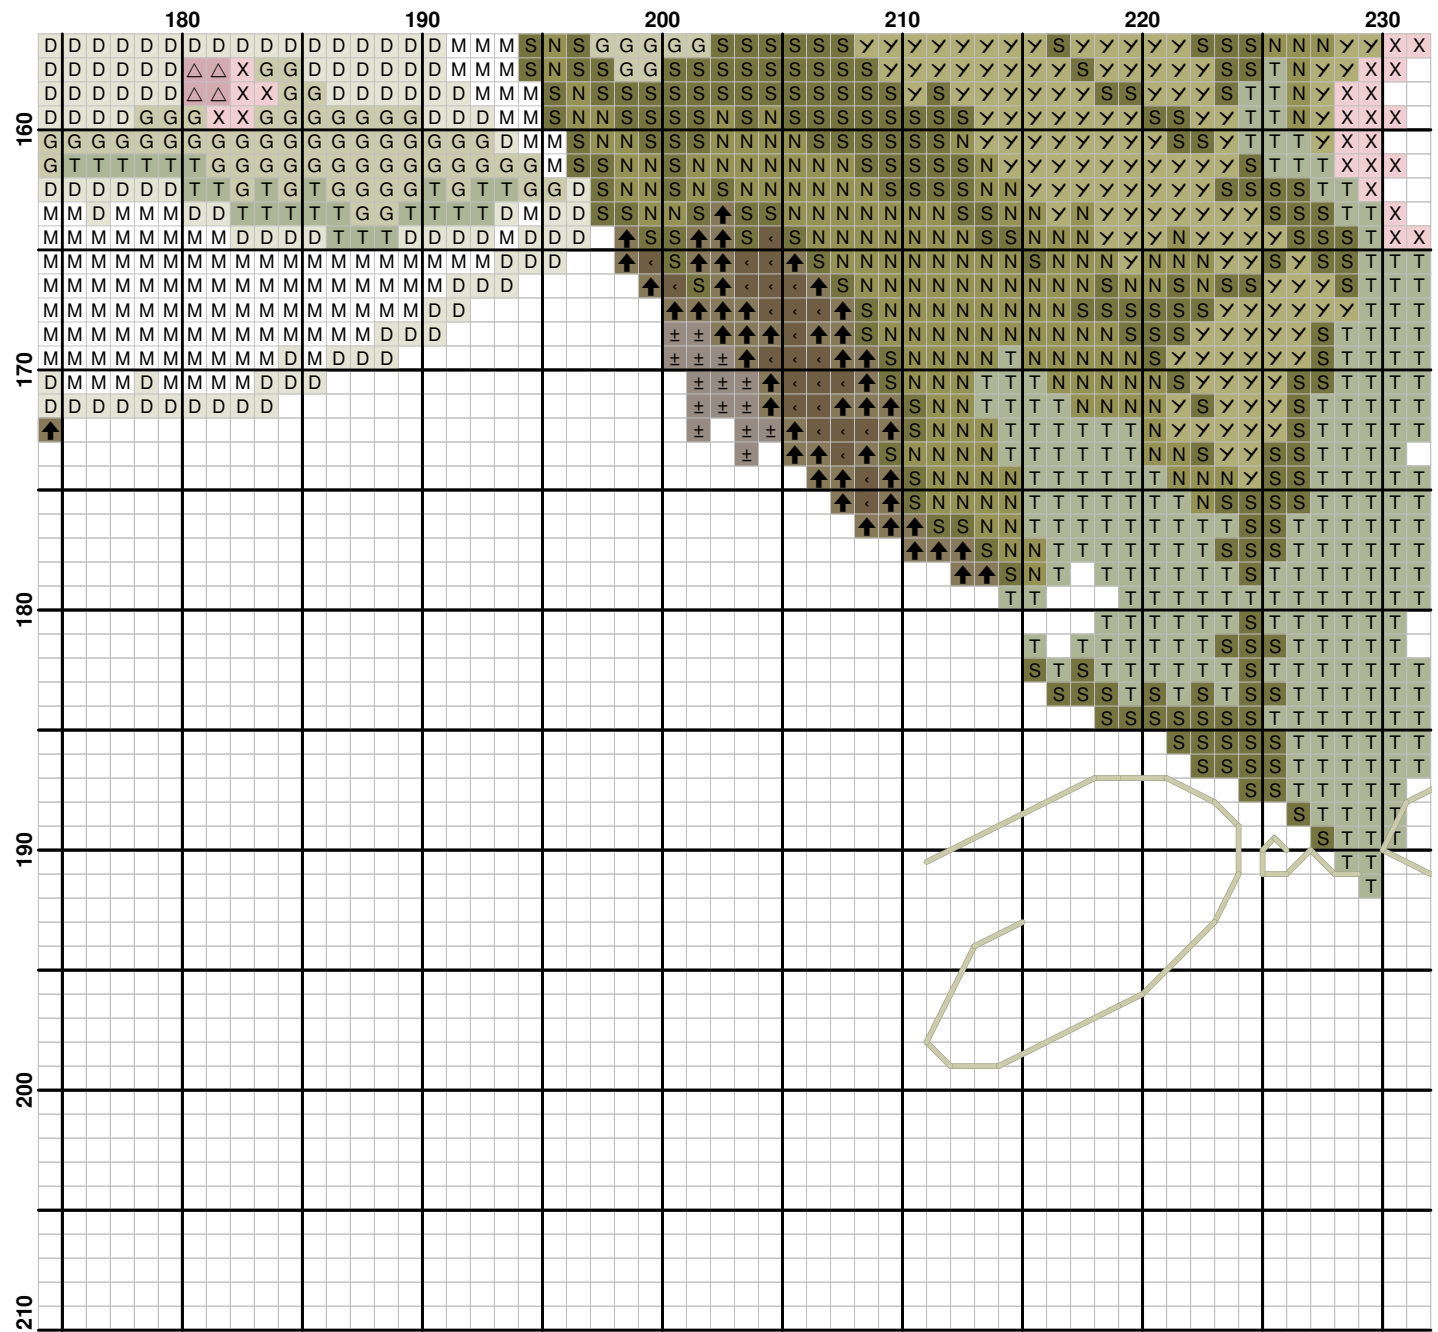 180 190 200 210 220 230
D D D D D D D D D D D D D D D D D M M M S N S G G G G G S S S S S S Y Y Y Y Y Y Y Y S Y Y Y Y Y S S S N N N Y Y X X
D D D D D D △ △ X G G D D D D D D M M M S N S S G G S S S S S S S S S Y Y Y Y Y Y Y Y S Y Y Y Y Y S S T N Y Y X X
D D D D D D △ △ X X G G D D D D D D M M M S N S S S S S S S S S S S S S Y S Y Y Y Y Y Y S S Y Y Y S T T N Y X X
160
D D D D G G G X X G G G G G G G D D D M M S N N S S S S N S N S S S S S S S S Y Y Y Y Y Y Y S S Y Y T T N Y X X X
G G G G G G G G G G G G G G G G G G G D M M S N N S S S N N N N S S S S S S N Y Y Y Y Y Y Y Y S S Y T T T Y X X
G T T T T T T G G G G G G G G G G G G G G M S S N N S N N N N N N S S S S S N Y Y Y Y Y Y Y Y Y Y S T T T X X X
D D D D D D T T G T G T G G G G T G T T G G D S N N S N S N N N N N N S S S S N N Y Y Y Y Y Y Y Y S S S S T T X
M M D M M M D D T T T T T G G T T T T D M D D S S N N S ↑ S S N N N N N N N S S N N Y N Y Y Y Y Y Y Y S S S T T X
M M M M M M M M D D D D T T T D D D D M D D D ↑ S S ↑ ↑ S ‹ S N N N N N N N S S N N Y Y Y N Y Y Y Y S S S T X X
M M M M M M M M M M M M M M M M M M M D D D ↑ ‹ S ↑ ↑ ‹ ‹ ↑ S N N N N N N N N S N N N Y N N N Y Y S Y S S T T T
M M M M M M M M M M M M M M M M M D D D ↑ ‹ S ↑ ‹ ‹ ‹ ↑ S N N N N N N N N N N S N N S N S S Y Y Y S T T T
M M M M M M M M M M M M M M M M D D ↑ ↑ ↑ ↑ ‹ ‹ ‹ ↑ S N N N N N N N N S S S S S S Y Y Y Y Y Y T T T
M M M M M M M M M M M M M M D D D ± ± ↑ ↑ ↑ ‹ ↑ ↑ S N N N N N N N N N N S S S Y Y Y Y Y S T T T T
170
M M M M M M M M M M D M D D D ± ± ± ↑ ‹ ‹ ‹ ↑ ↑ S N N N N T N N N N N S Y Y Y Y Y Y S T T T T
D M M M D M M M M D D D ± ± ± ↑ ‹ ‹ ‹ ↑ S N N N T T T N N N N N S Y Y Y Y S S T T T T
D D D D D D D D D D ± ± ± ↑ ‹ ‹ ↑ ↑ ↑ S N N T T T T N N N N Y S Y Y Y S T T T T T
↑ ± ± ± ↑ ‹ ‹ ‹ ↑ S N N N T T T T T T N Y Y Y Y Y S T T T T T
± ↑ ↑ ‹ ↑ S N N N N T T T T T T N N S Y Y S S T T T T
↑ ↑ ‹ ↑ S N N N N T T T T T T N N N Y S S T T T T T
↑ ‹ ↑ S N N N N T T T T T T T N S S S S T T T T T
↑ ↑ ↑ S S N N T T T T T T T T T S S T T T T T T
↑ ↑ ↑ S N N T T T T T T T S S S T T T T T T
↑ ↑ S N T T T T T T T S T T T T T T T
180
T T T T T T T T T T T T T T T
T T T T T T S T T T T T T
T T T T T T T S S S T T T T T
S T S T T T T T T S T T T T T T T
S S S T S T S T S S T T T T T T
S S S S S S S T T T T T T T
S S S S S T T T T T T
S S S S T T T T T T
S S T T T T T
S T T T T
190
S T T T
T T
T
200
210